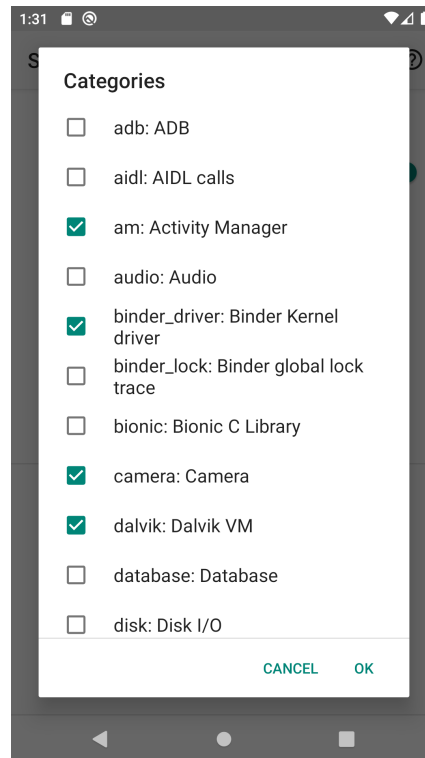 1:31
S
Categories
adb: ADB
aidl: AIDL calls
am: Activity Manager
audio: Audio
binder_driver: Binder Kernel
driver
binder_lock: Binder global lock
trace
bionic: Bionic C Library
camera: Camera
dalvik: Dalvik VM
database: Database
disk: Disk I/O
CANCEL OK